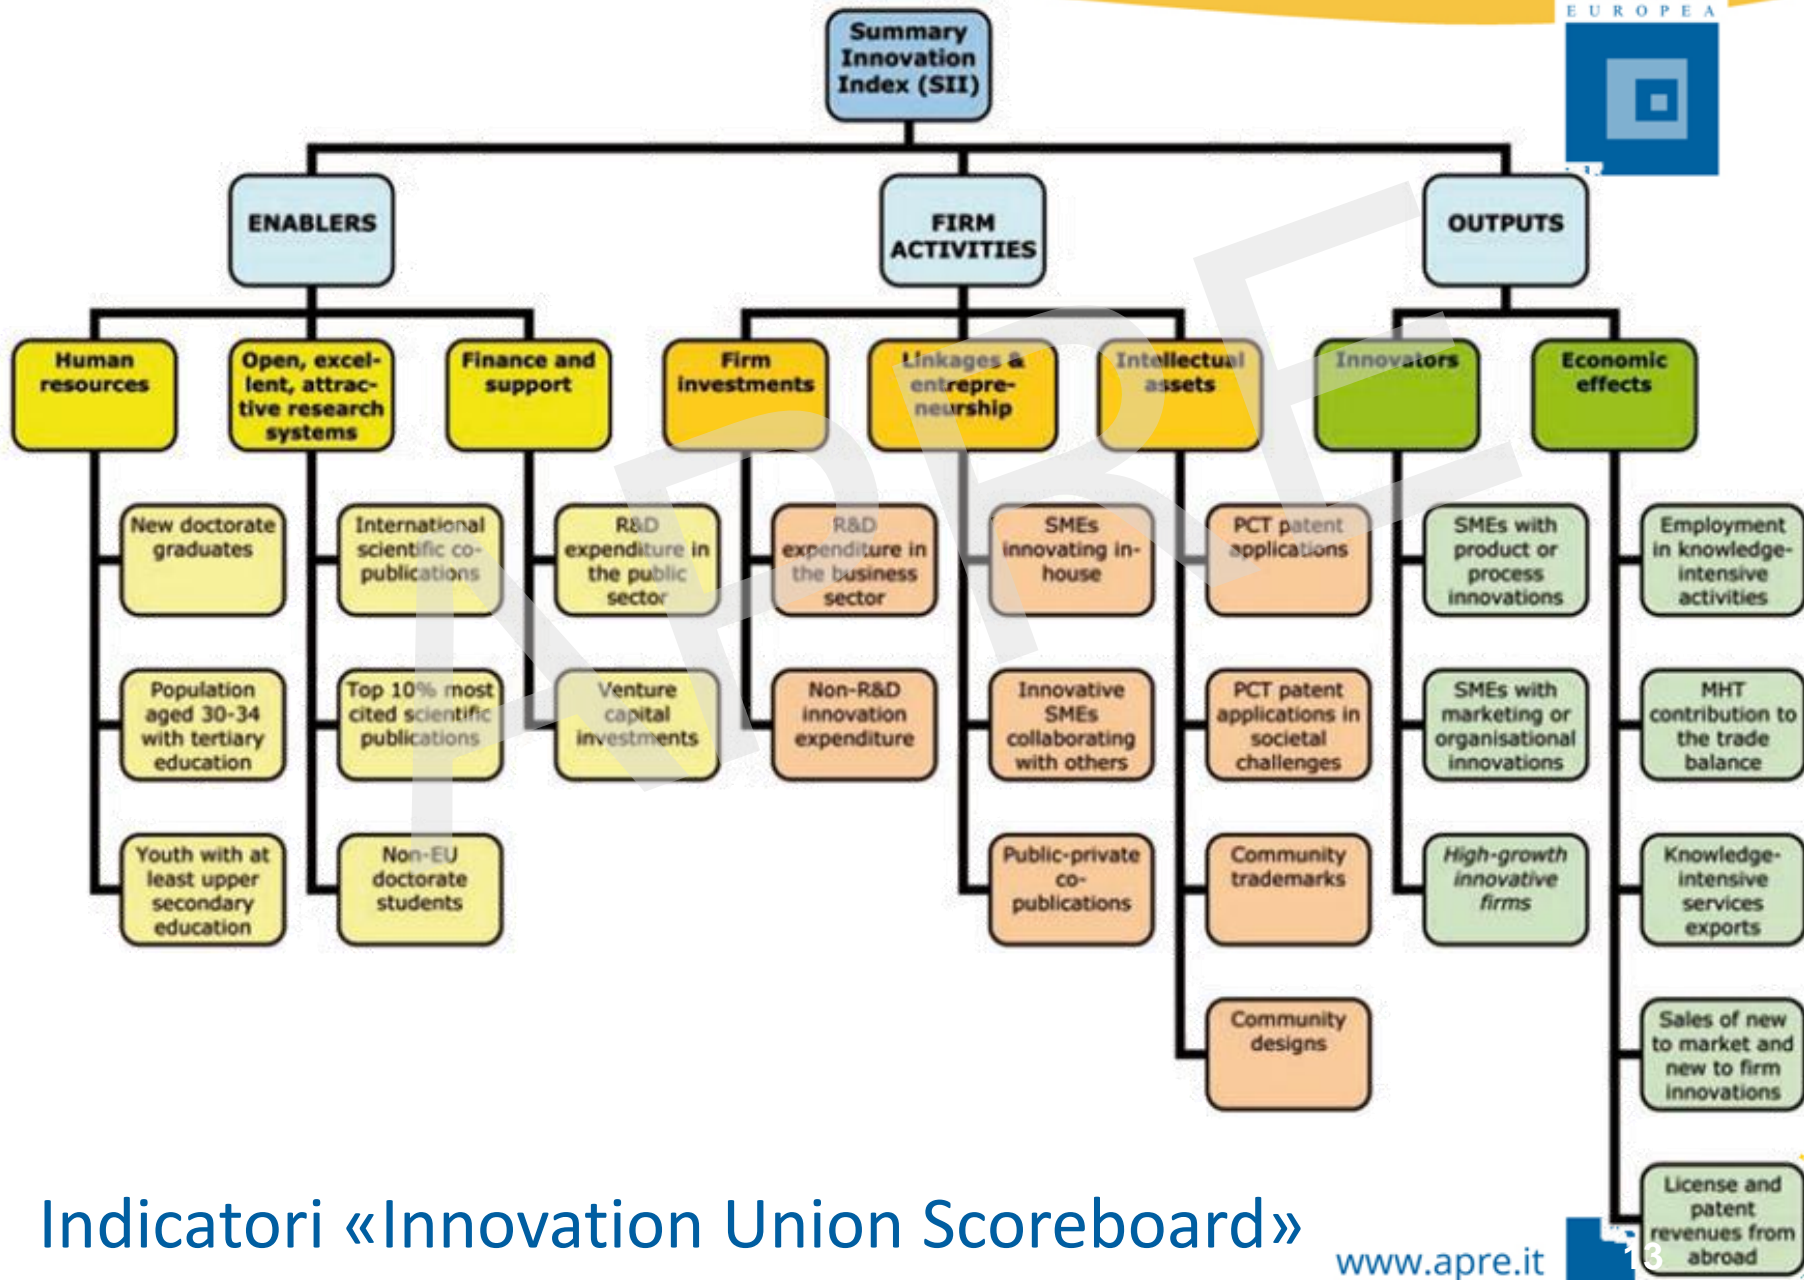 EUROPEA
Summary
Innovation
Index (SII)
ENABLERS
FIRM
ACTIVITIES
OUTPUTS
Human
resources
Open, excel-
lent, attrac-
tive research
systems
Finance and
support
Firm
investments
Linkages &
entrepre-
neurship
Intellectual
assets
Innovators
Economic
effects
New doctorate
graduates
International
scientific co-
publications
R&D
expenditure in
the public
sector
R&D
expenditure in
the business
sector
SMEs
innovating in-
house
PCT patent
applications
SMEs with
product or
process
innovations
Employment
in knowledge-
intensive
activities
Population
aged 30-34
with tertiary
education
Top 10% most
cited scientific
publications
Venture
capital
investments
Non-R&D
innovation
expenditure
Innovative
SMEs
collaborating
with others
PCT patent
applications in
societal
challenges
SMEs with
marketing or
organisational
innovations
MHT
contribution to
the trade
balance
Youth with at
least upper
secondary
education
Non-EU
doctorate
students
Public-private
co-
publications
Community
trademarks
High-growth
innovative
firms
Knowledge-
intensive
services
exports
Community
designs
Sales of new
to market and
new to firm
innovations
License and
patent
revenues from
abroad
APRE
Indicatori «Innovation Union Scoreboard»
www.apre.it
13